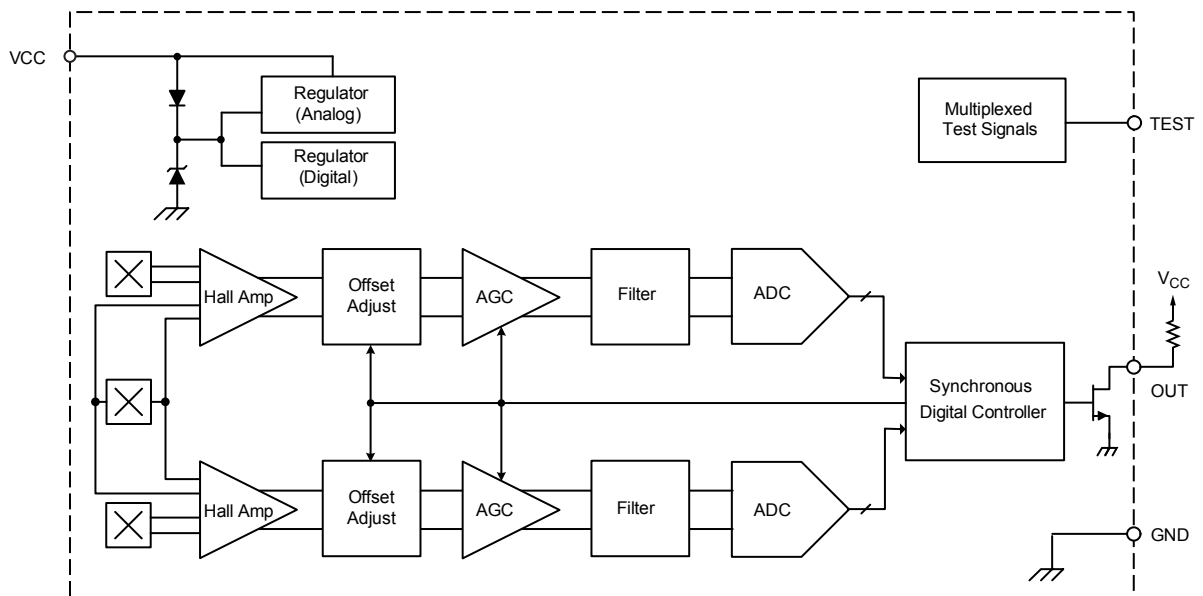 VCC
Regulator
(Analog)
Regulator
(Digital)
Multiplexed
Test Signals
TEST
Hall Amp
Offset
Adjust
AGC
Filter
ADC
VCC
Synchronous
Digital Controller
OUT
Hall Amp
Offset
Adjust
AGC
Filter
ADC
GND